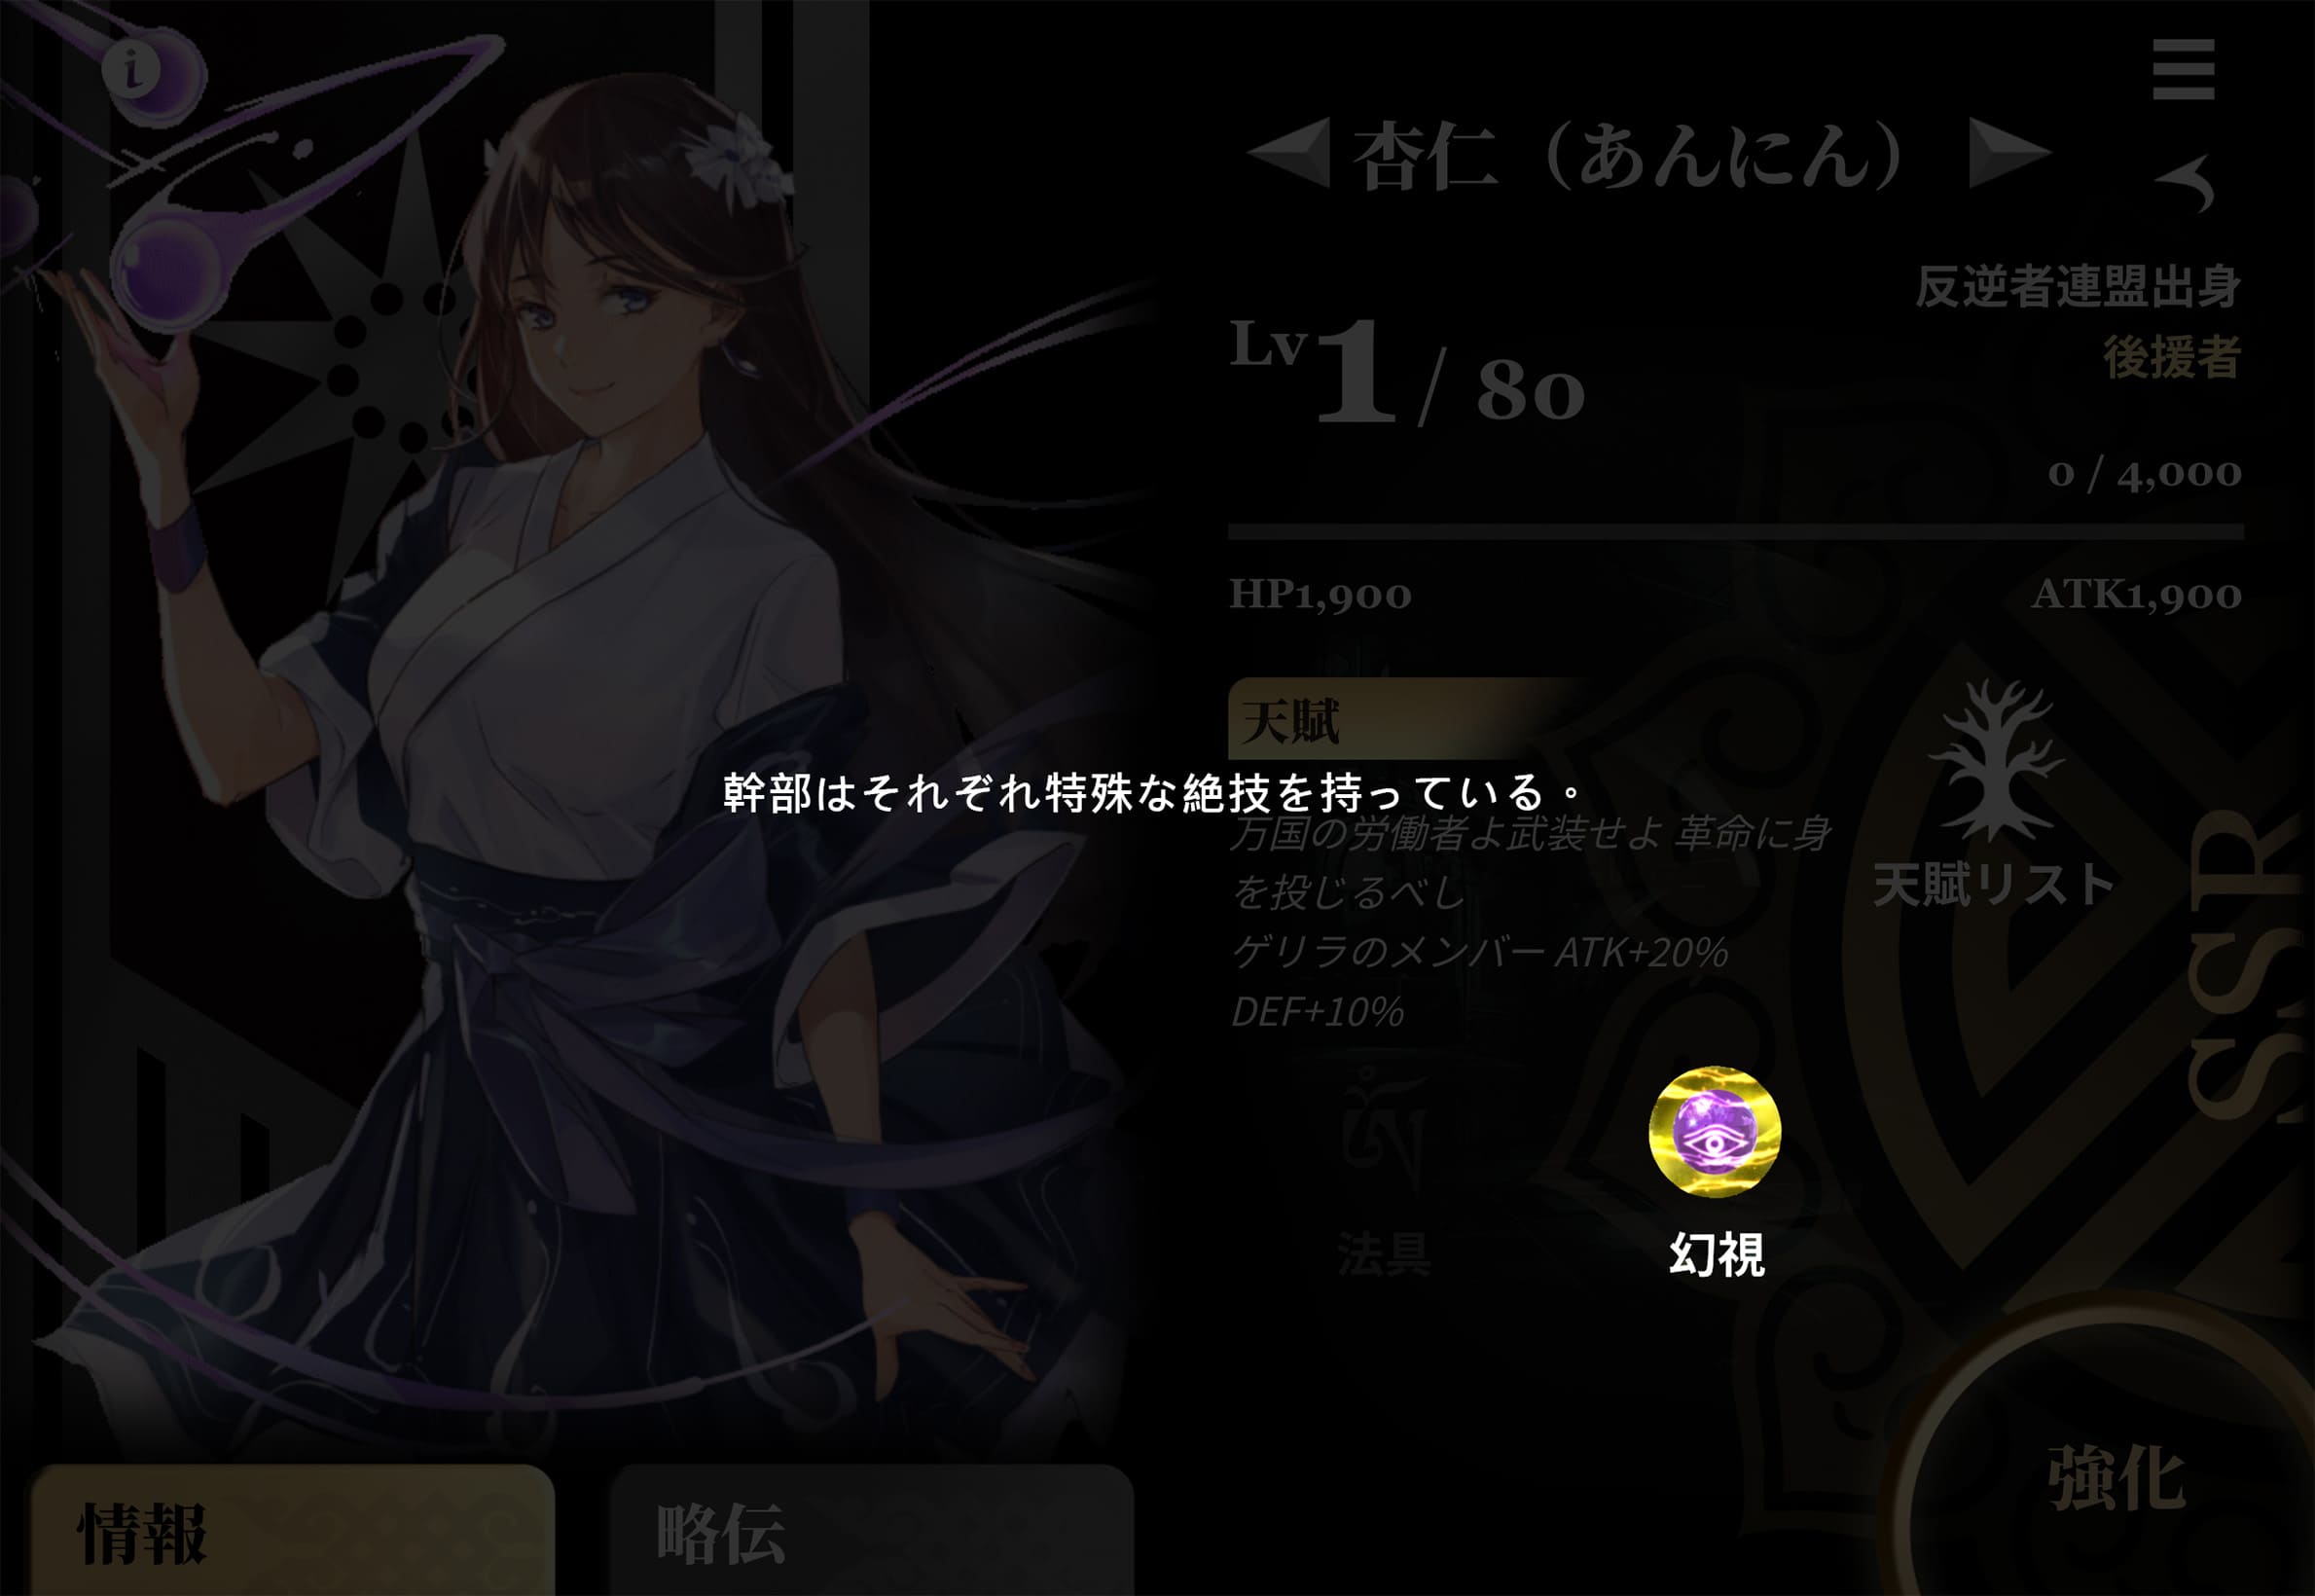 i
杏仁（あんにん）
反逆者連盟出身
Lv1/80
後援者
0/4,000
HP1,900
ATK1,900
天賦
幹部はそれぞれ特殊な絶技を持っている。
万国の労働者よ武装せよ 革命に身
を投じるべし
ゲリラのメンバー ATK+20%
DEF+10%
天賦リスト
SSR
法具
幻視
強化
情報
略伝